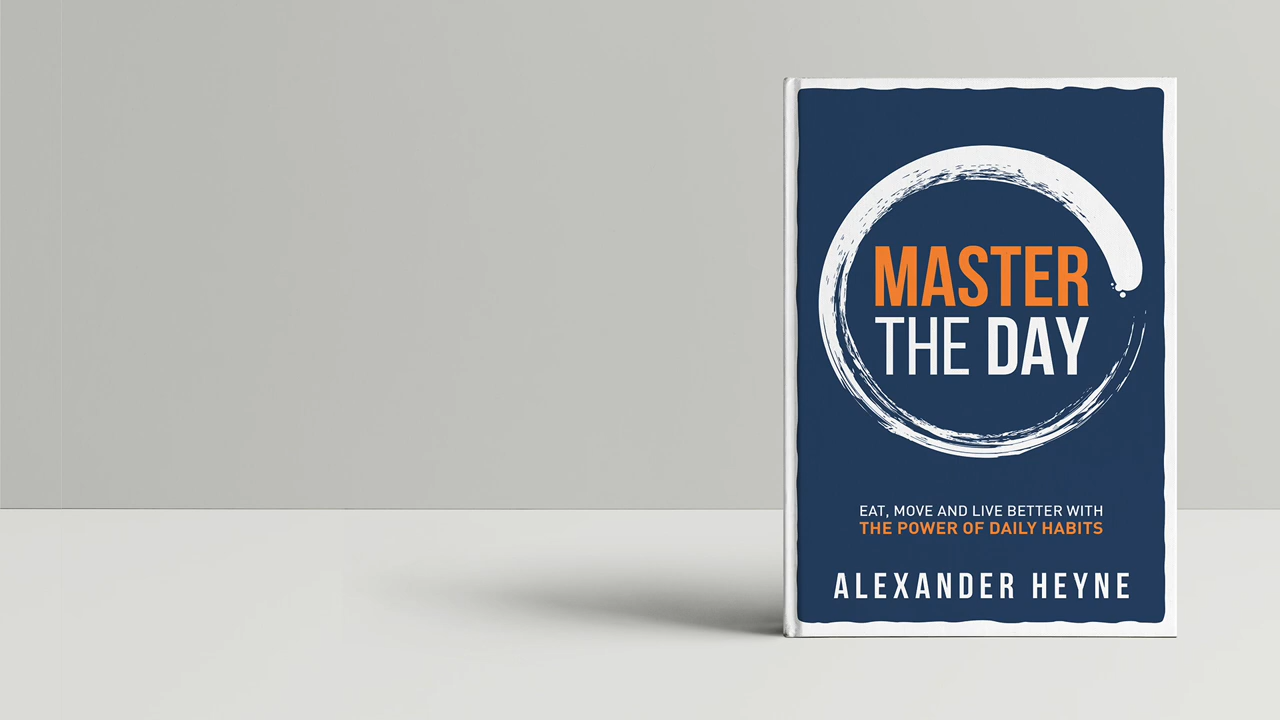 MASTER
THE DAY
EAT, MOVE AND LIVE BETTER WITH
THE POWER OF DAILY HABITS
ALEXANDER HEYNE